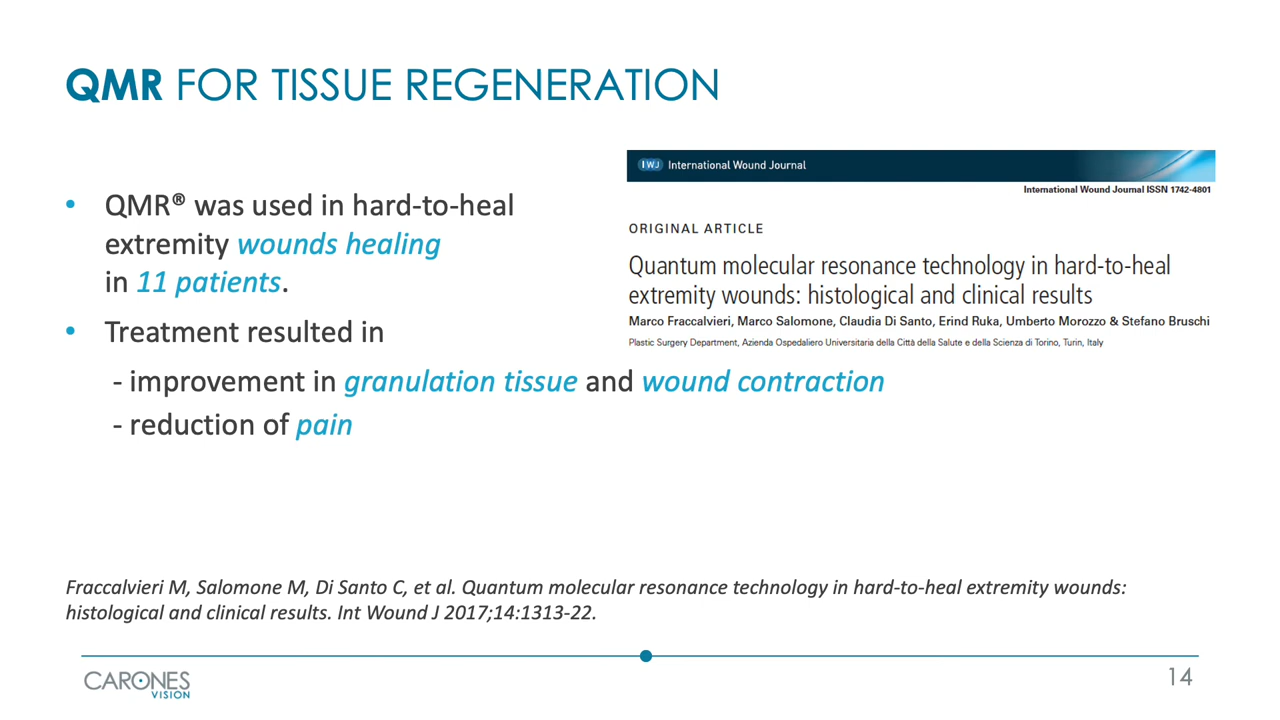 QMR FOR TISSUE REGENERATION
• QMR® was used in hard-to-heal
extremity wounds healing
in 11 patients.
• Treatment resulted in
- improvement in granulation tissue and wound contraction
- reduction of pain
IWJ International Wound Journal
International Wound Journal ISSN 1742-4801
ORIGINAL ARTICLE
Quantum molecular resonance technology in hard-to-heal
extremity wounds: histological and clinical results
Marco Fraccalvieri, Marco Salomone, Claudia Di Santo, Erind Ruka, Umberto Morozzo & Stefano Bruschi
Plastic Surgery Department, Azienda Ospedaliero Universitaria della Città della Salute e della Scienza di Torino, Turin, Italy
Fraccalvieri M, Salomone M, Di Santo C, et al. Quantum molecular resonance technology in hard-to-heal extremity wounds:
histological and clinical results. Int Wound J 2017;14:1313-22.
CARONES
VISION
14